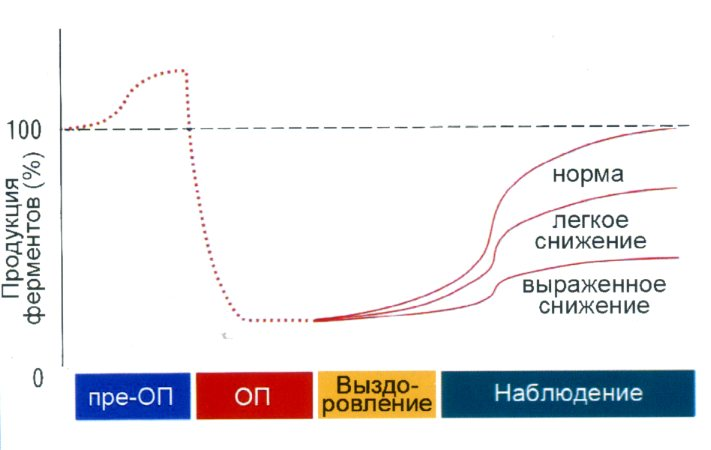 100
Продукция
ферментов (%)
0
норма
легкое
снижение
выраженное
снижение
пре-ОП
ОП
Выздо-
ровление
Наблюдение